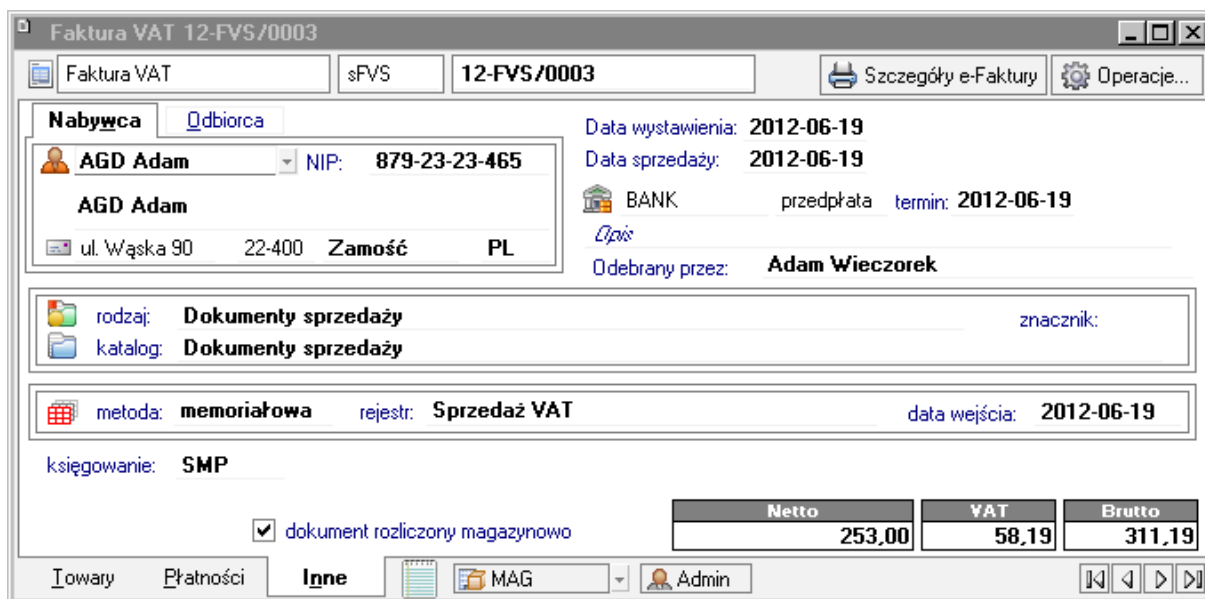 Faktura VAT 12-FVS/0003
Faktura VAT sFVS 12-FVS/0003 Szczegóły e-Faktury Operacje...
Nabywca Odbiorca
AGD Adam NIP: 879-23-23-465
AGD Adam
ul. Wąska 90 22-400 Zamość PL
Data wystawienia: 2012-06-19
Data sprzedaży: 2012-06-19
BANK przedpłata termin: 2012-06-19
Opis
Odebrany przez: Adam Wieczorek
rodzaj: Dokumenty sprzedaży znacznik:
katalog: Dokumenty sprzedaży
metoda: memoriałowa rejestr: Sprzedaż VAT data wejścia: 2012-06-19
księgowanie: SMP
Netto VAT Brutto
dokument rozliczony magazynowo 253,00 58,19 311,19
Towary Płatności Inne MAG Admin